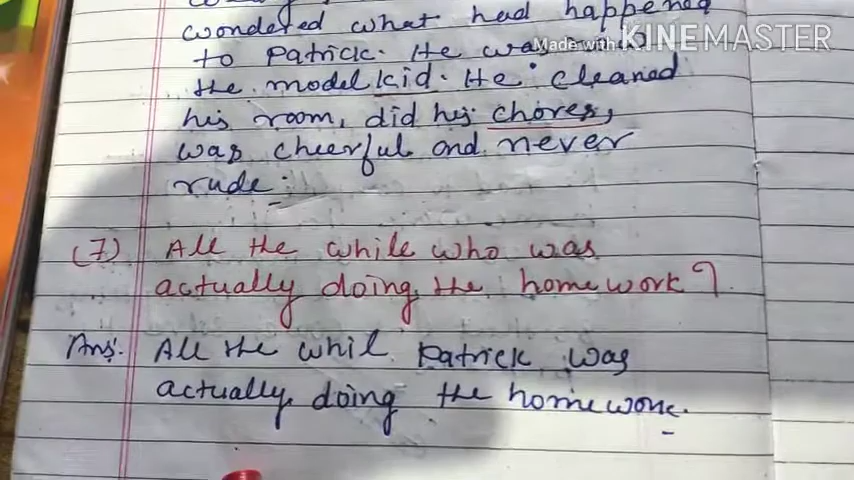 wondered what had happened
to Patrick. He was
Made with KINEMASTER
the model kid. He cleaned
his room, did his chores,
was cheerful and never
rude.
(7) All the while who was
actually doing the homework?
Ans. All the whil Patrick was
actually doing the homework.